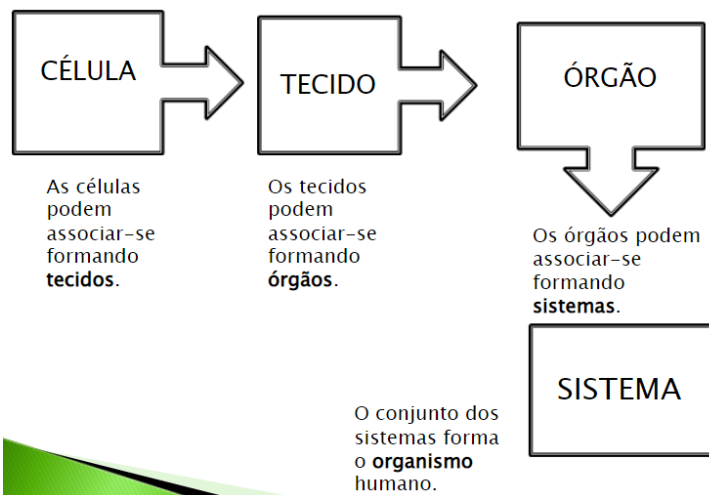 CÉLULA
TECIDO
ÓRGÃO
As células
podem
associar-se
formando
tecidos.
Os tecidos
podem
associar-se
formando
órgãos.
Os órgãos podem
associar-se
formando
sistemas.
SISTEMA
O conjunto dos
sistemas forma
o organismo
humano.